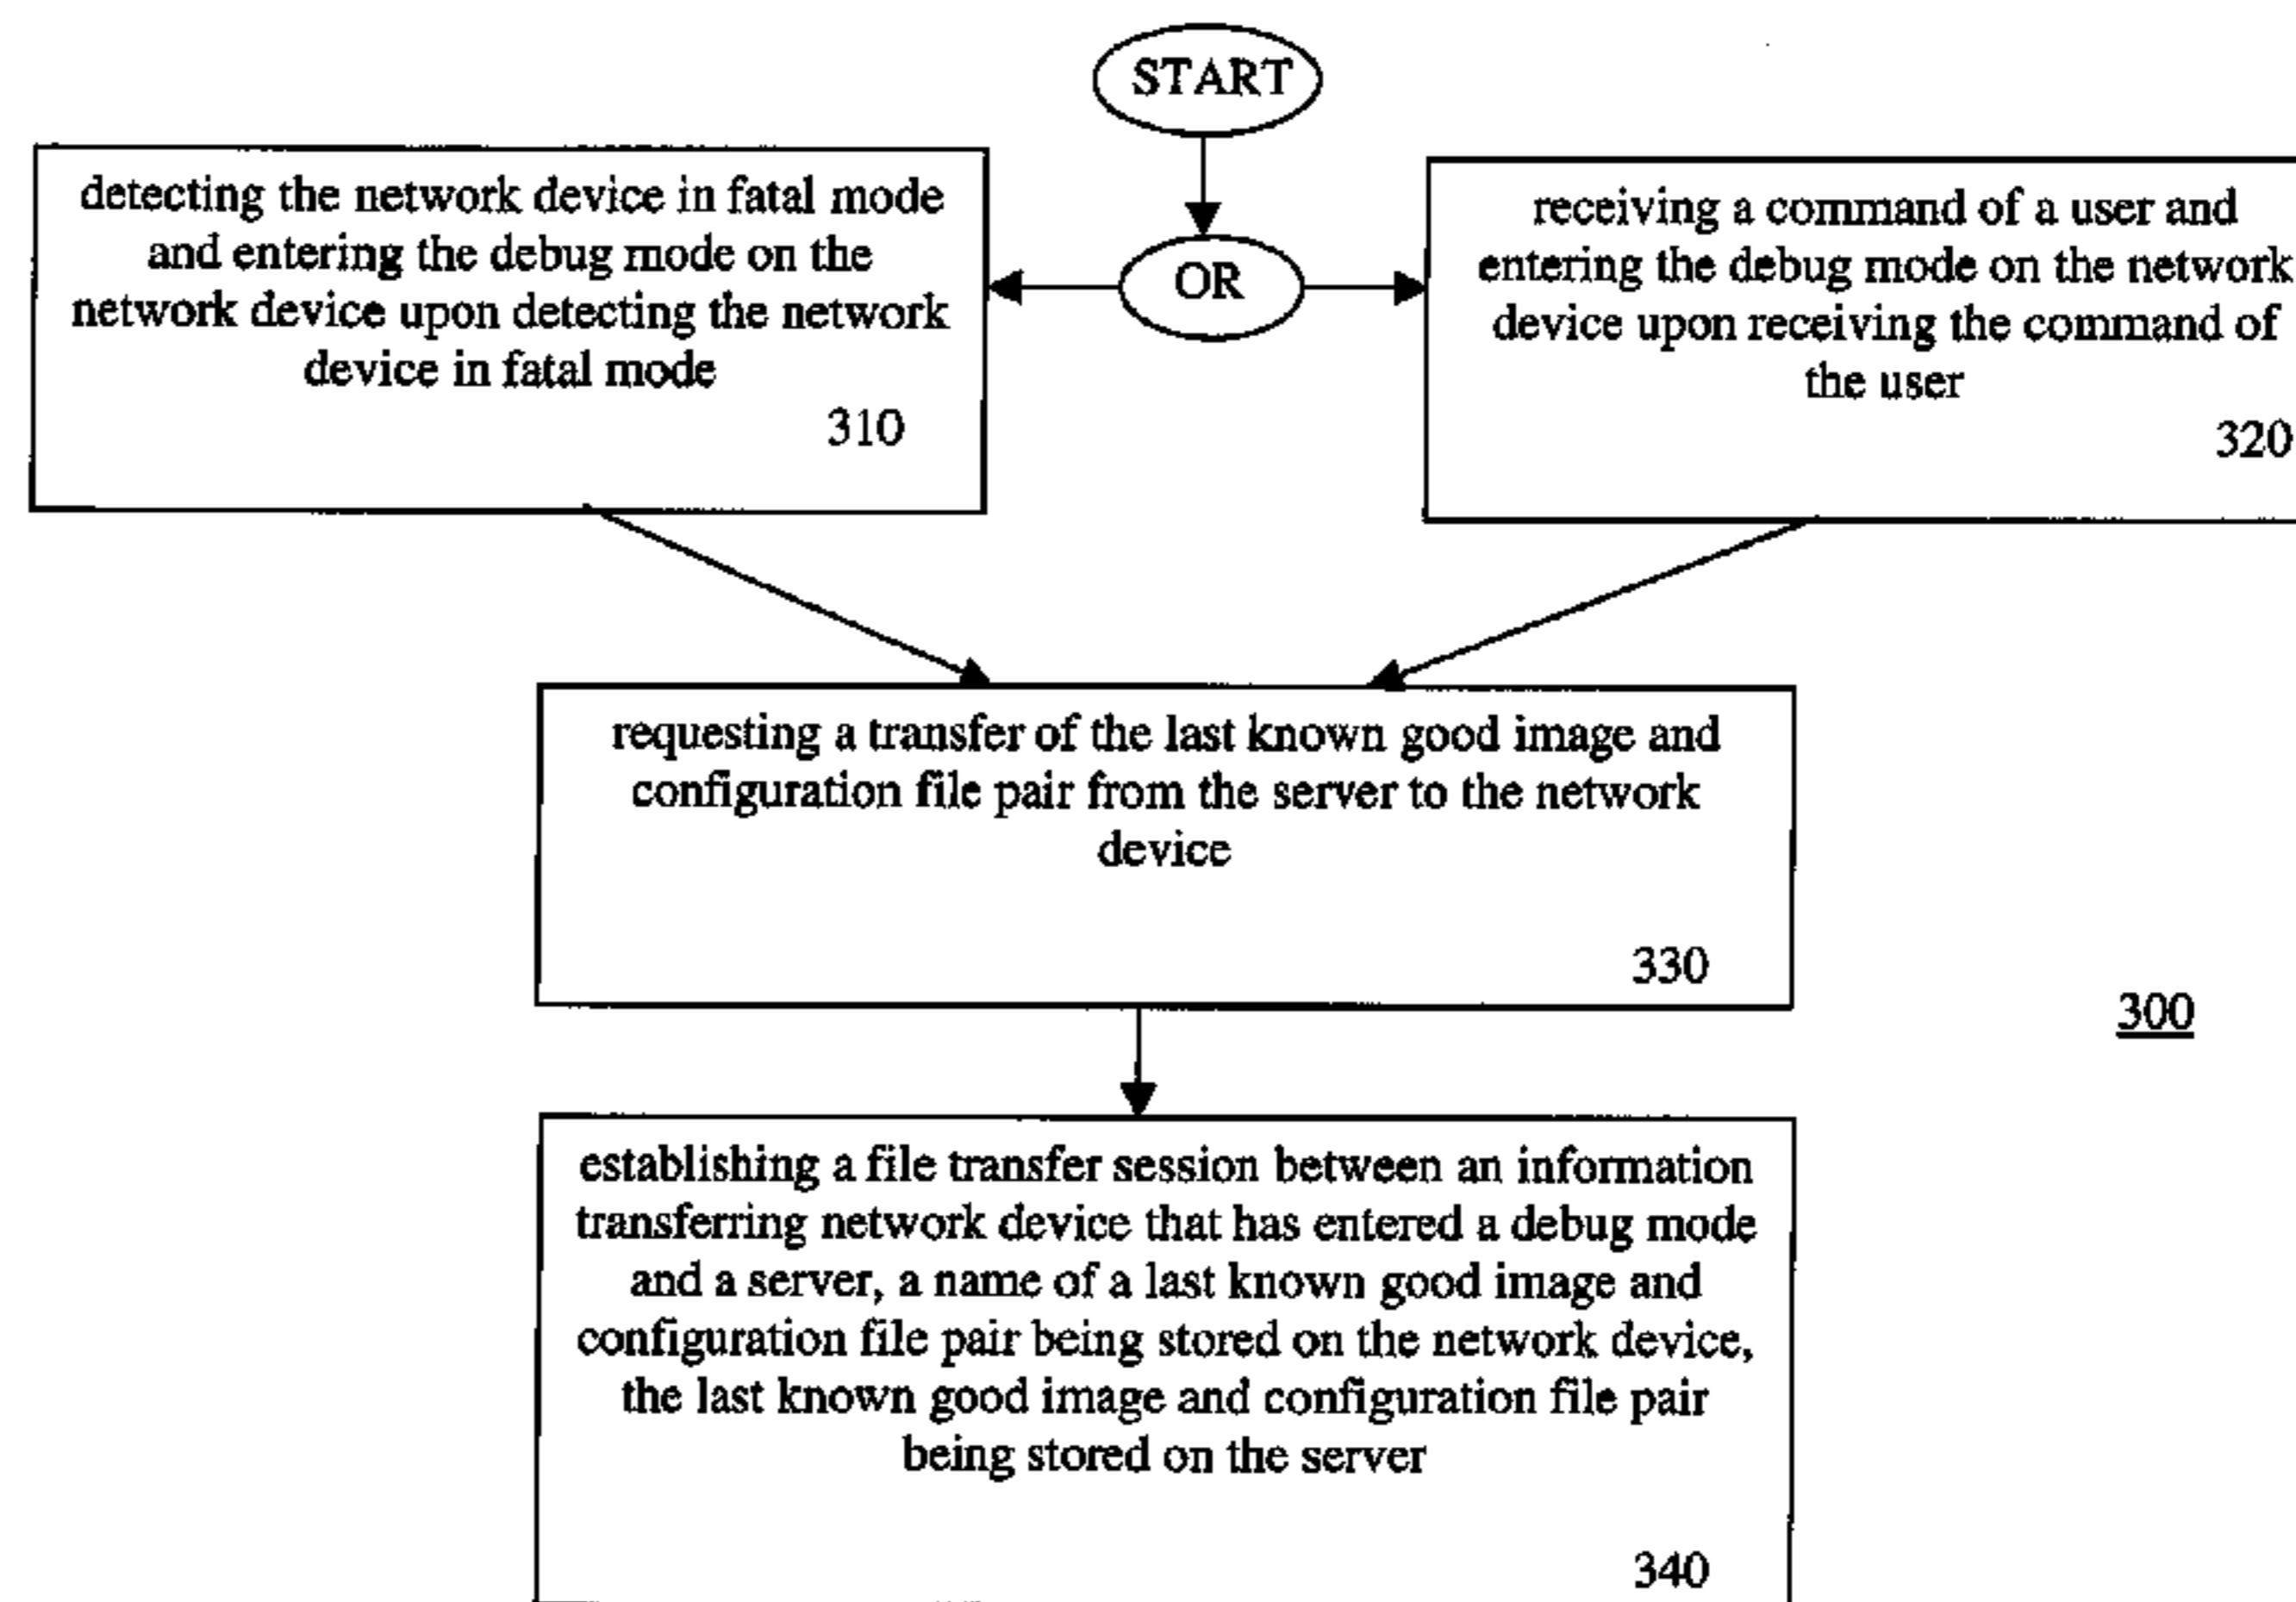 START
OR
detecting the network device in fatal mode
and entering the debug mode on the
network device upon detecting the network
device in fatal mode
310
receiving a command of a user and
entering the debug mode on the network
device upon receiving the command of
the user
320
requesting a transfer of the last known good image and
configuration file pair from the server to the network
device
330
300
establishing a file transfer session between an information
transferring network device that has entered a debug mode
and a server, a name of a last known good image and
configuration file pair being stored on the network device,
the last known good image and configuration file pair
being stored on the server
340